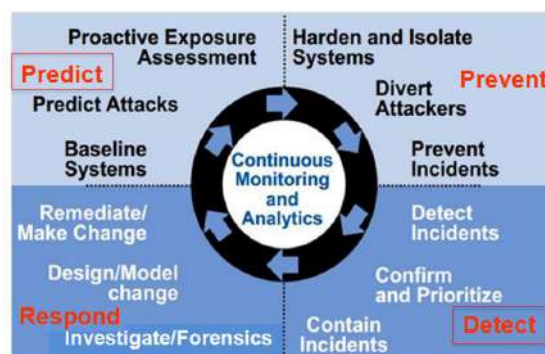 Proactive Exposure
Assessment
Predict
Predict Attacks
Baseline
Systems
Harden and Isolate
Systems
Prevent
Divert
Attackers
Prevent
Incidents
Continuous
Monitoring
and
Analytics
Detect
Incidents
Confirm
and Prioritize
Detect
Contain
Incidents
Remediate/
Make Change
Design/Model
change
Respond
Investigate/Forensics